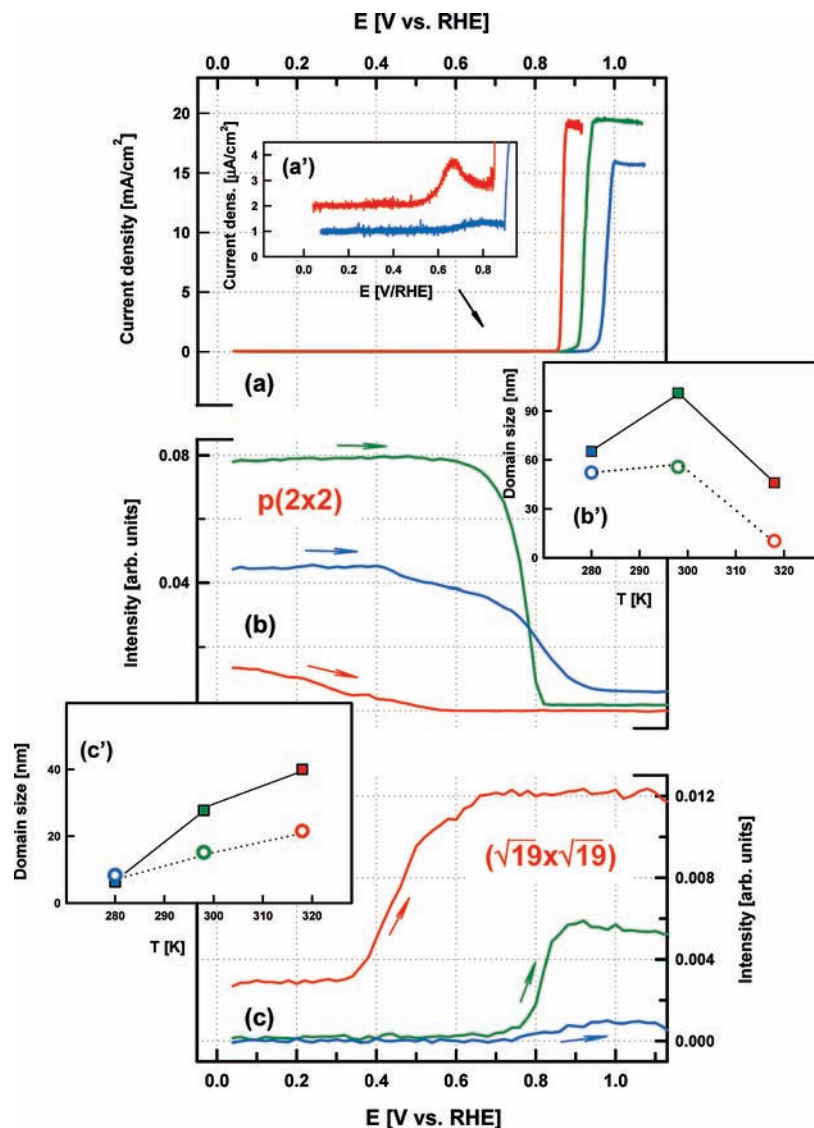 E [V vs. RHE]
0.0 0.2 0.4 0.6 0.8 1.0
Current density [mA/cm²]
20
15
10
5
0
(a')
Current dens. [µA/cm²]
4
3
2
1
0
0.0 0.2 0.4 0.6 0.8
E [V/RHE]
(a)
Domain size [nm]
90
60
30
0
(b')
280 290 300 310 320
T [K]
Intensity [arb. units]
0.08
0.04
p(2x2)
(b)
Domain size [nm]
40
20
0
(c')
280 290 300 310 320
T [K]
(√19x√19)
0.012
0.008
0.004
0.000
Intensity [arb. units]
(c)
0.0 0.2 0.4 0.6 0.8 1.0
E [V vs. RHE]